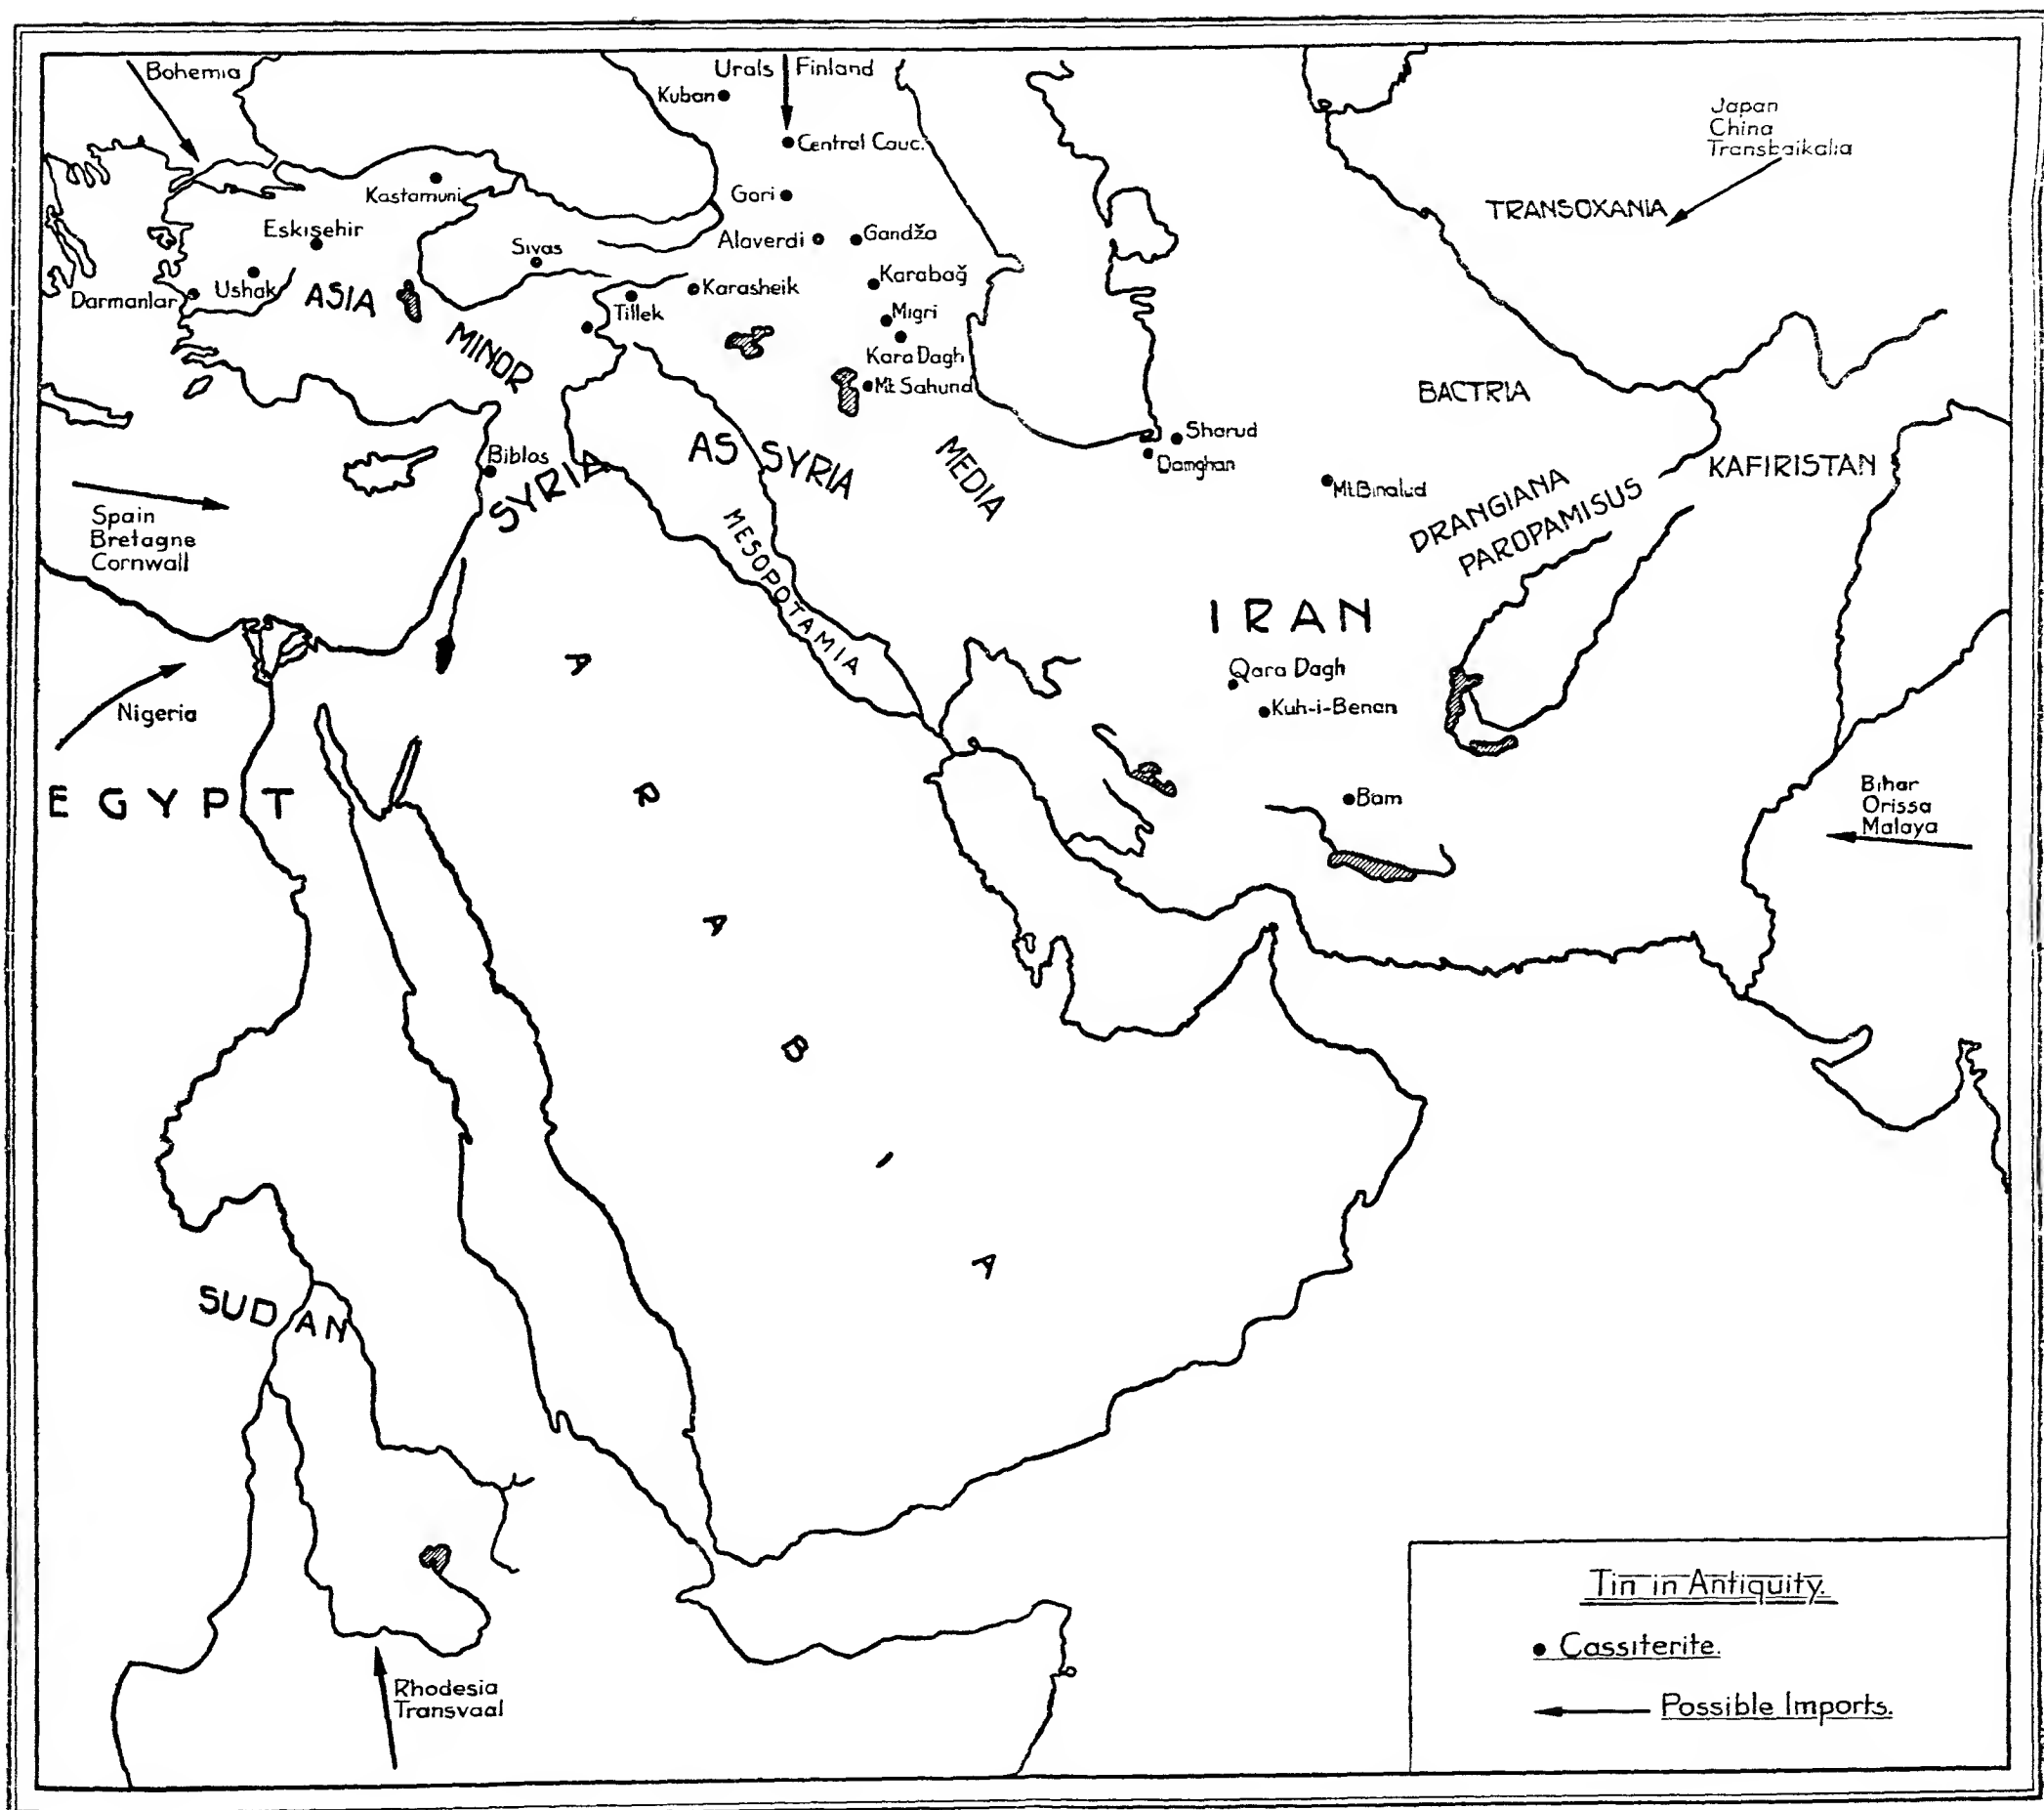 Bohemia
Urals Finland
Kuban
Central Cauc.
Japan
China
Transbaikalia
Kastamuni
Gori
TRANSOXANIA
Eskişehir
Sivas
Alaverdi
Gandža
Darmanlar
Ushak
ASIA
MINOR
Tillek
Karasheik
Karabağ
Migri
Kara Dagh
Mt Sahund
BACTRIA
Biblos
SYRIA
ASSYRIA
MEDIA
Sharud
Damghan
Mt Binalud
KAFIRISTAN
DRANGIANA
PAROPAMISUS
Spain
Bretagne
Cornwall
MESOPOTAMIA
IRAN
Qara Dagh
Kuh-i-Benan
Nigeria
EGYPT
ARABIA
Bam
Bihar
Orissa
Malaya
SUDAN
Rhodesia
Transvaal
Tin in Antiquity.
Cassiterite.
Possible Imports.